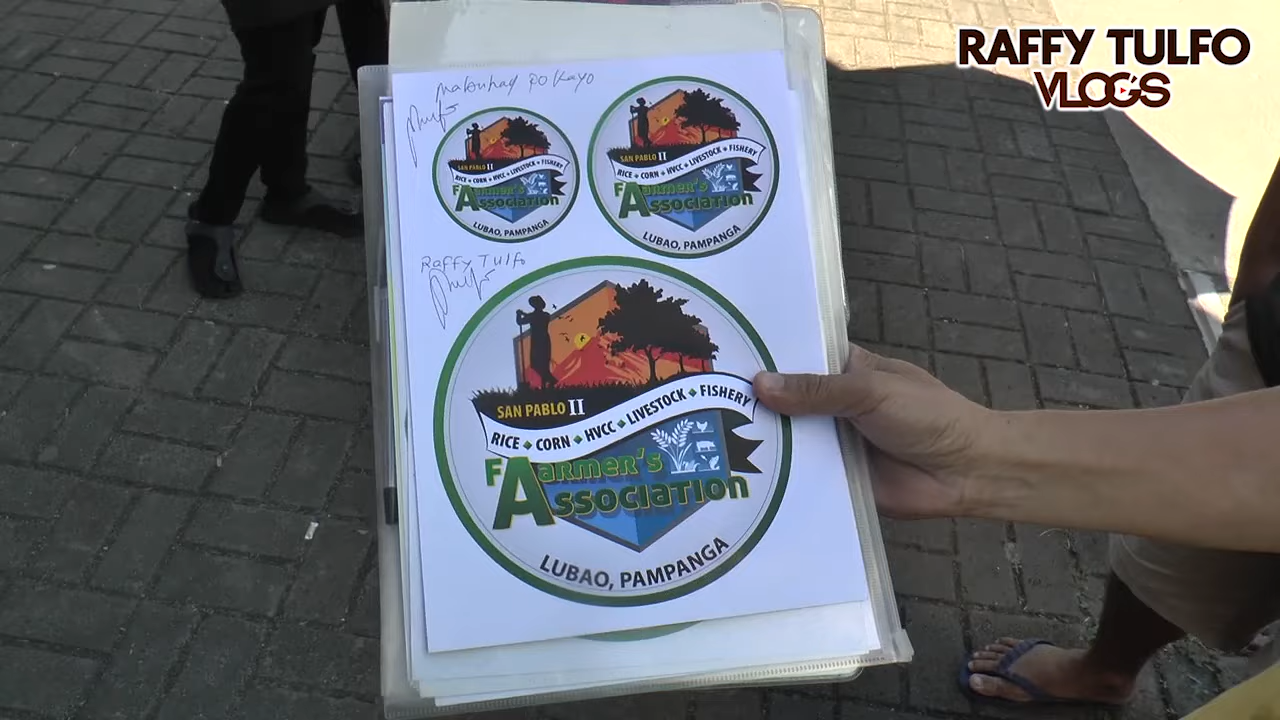 RAFFY TULFO
VLOGS
mabuhay po kayo
SAN PABLO II
RICE CORN HVCC LIVESTOCK FISHERY
FARMER'S
ASSOCIATION
LUBAO, PAMPANGA
SAN PABLO II
RICE CORN HVCC LIVESTOCK FISHERY
FARMER'S
ASSOCIATION
LUBAO, PAMPANGA
Raffy Tulfo
SAN PABLO II
RICE CORN HVCC LIVESTOCK FISHERY
FARMER'S
ASSOCIATION
LUBAO, PAMPANGA